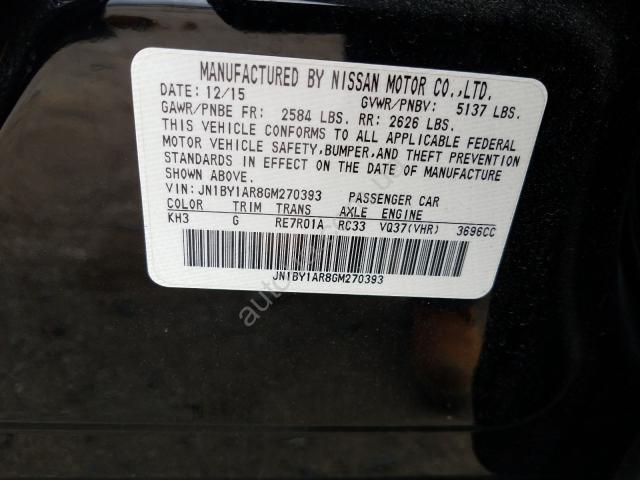 MANUFACTURED BY NISSAN MOTOR CO.,LTD.
DATE: 12/15 GVWR/PNBV: 5137 LBS.
GAWR/PNBE FR: 2584 LBS. RR: 2626 LBS.
THIS VEHICLE CONFORMS TO ALL APPLICABLE FEDERAL
MOTOR VEHICLE SAFETY, BUMPER, AND THEFT PREVENTION
STANDARDS IN EFFECT ON THE DATE OF MANUFACTURE
SHOWN ABOVE.
VIN: JN1BY1AR8GM270393 PASSENGER CAR
COLOR TRIM TRANS AXLE ENGINE
KH3 G RE7R01A RC33 VQ37(VHR) 3696CC
JN1BY1AR8GM270393